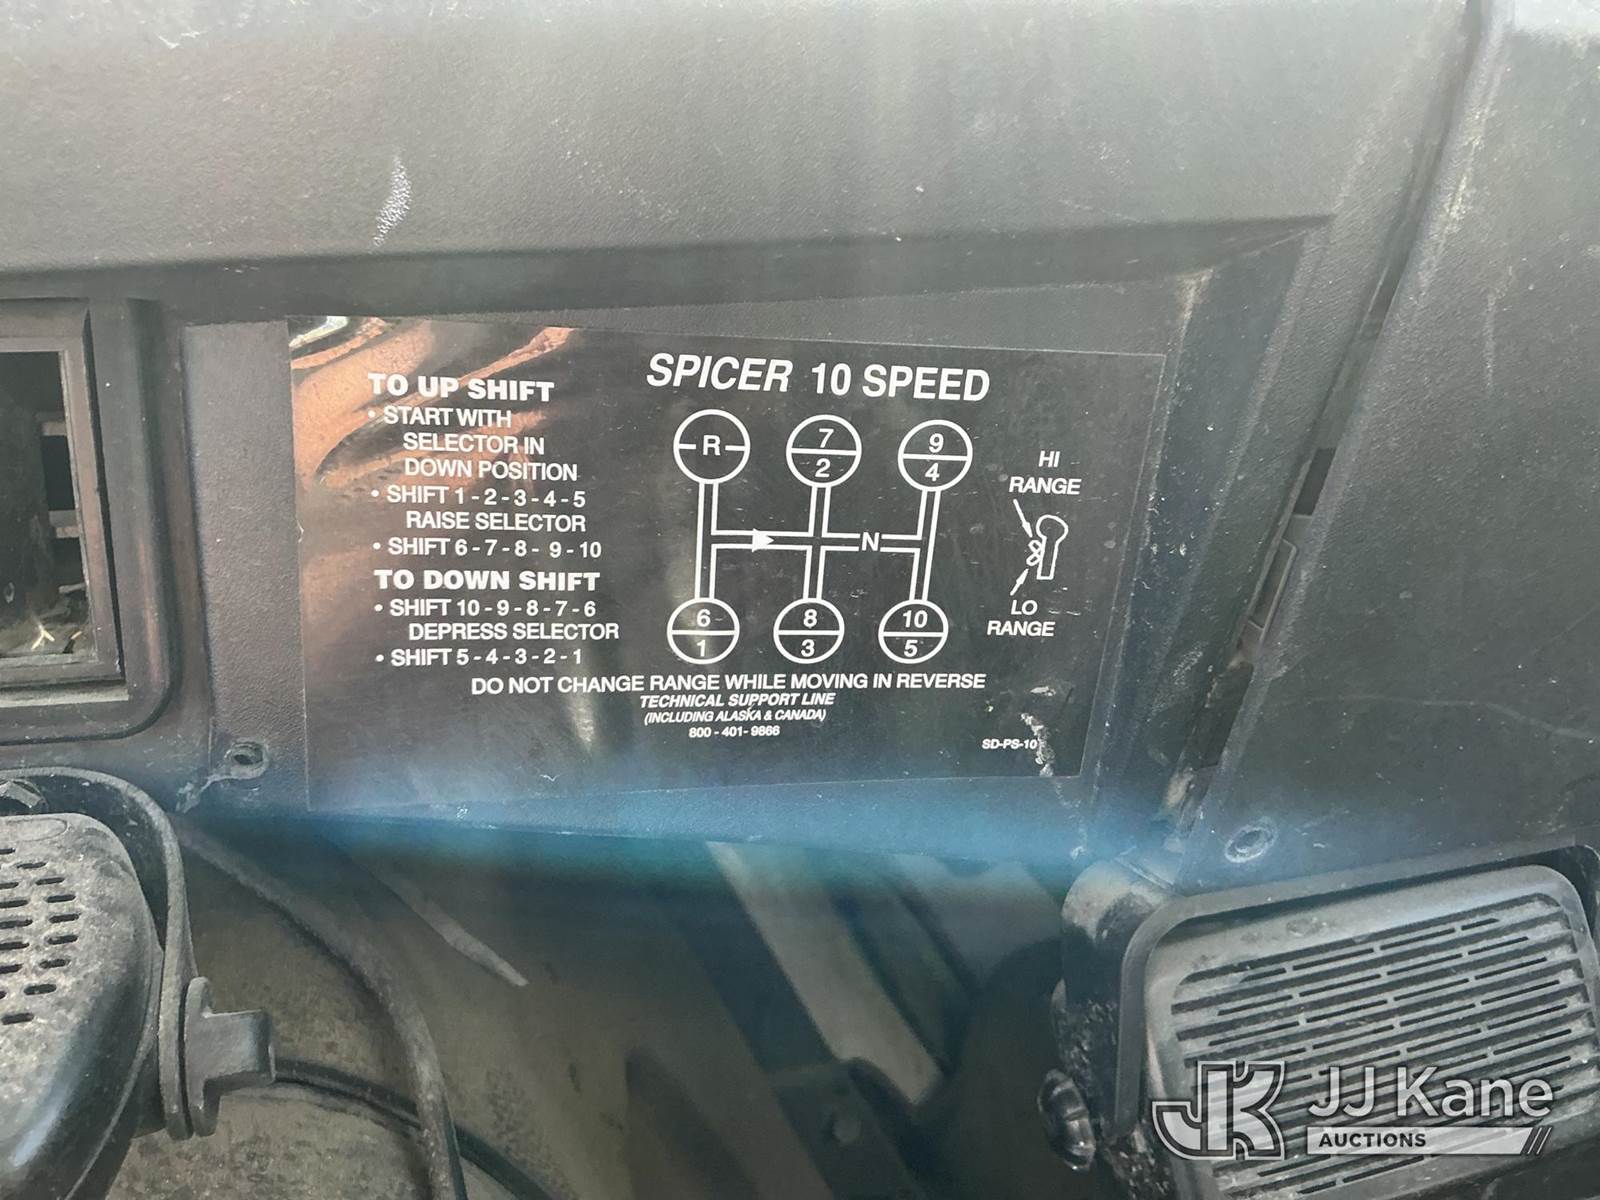 SPICER 10 SPEED
TO UP SHIFT
• START WITH
SELECTOR IN
DOWN POSITION
• SHIFT 1 - 2 - 3 - 4 - 5
RAISE SELECTOR
• SHIFT 6 - 7 - 8 - 9 - 10
TO DOWN SHIFT
• SHIFT 10 - 9 - 8 - 7 - 6
DEPRESS SELECTOR
• SHIFT 5 - 4 - 3 - 2 - 1
R 7 9
2 4
N
6 8 10
1 3 5
HI
RANGE
LO
RANGE
DO NOT CHANGE RANGE WHILE MOVING IN REVERSE
TECHNICAL SUPPORT LINE
(INCLUDING ALASKA & CANADA)
800 - 401 - 9866
SD-PS-10
JK JJ Kane
AUCTIONS